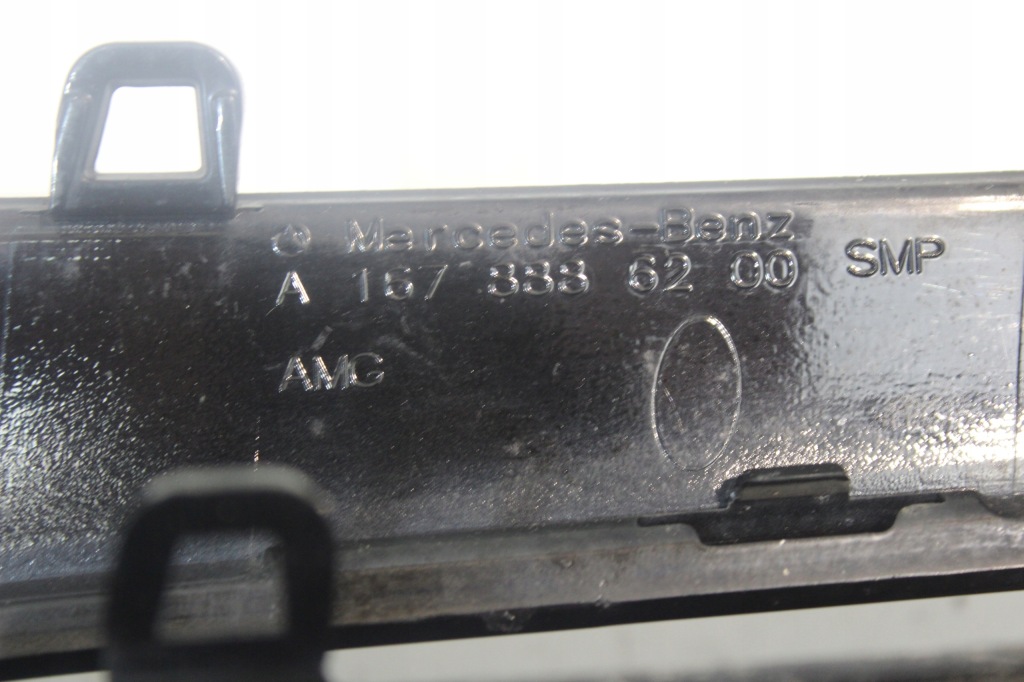 Mercedes-Benz
A 167 888 62 00 SMP
AMG